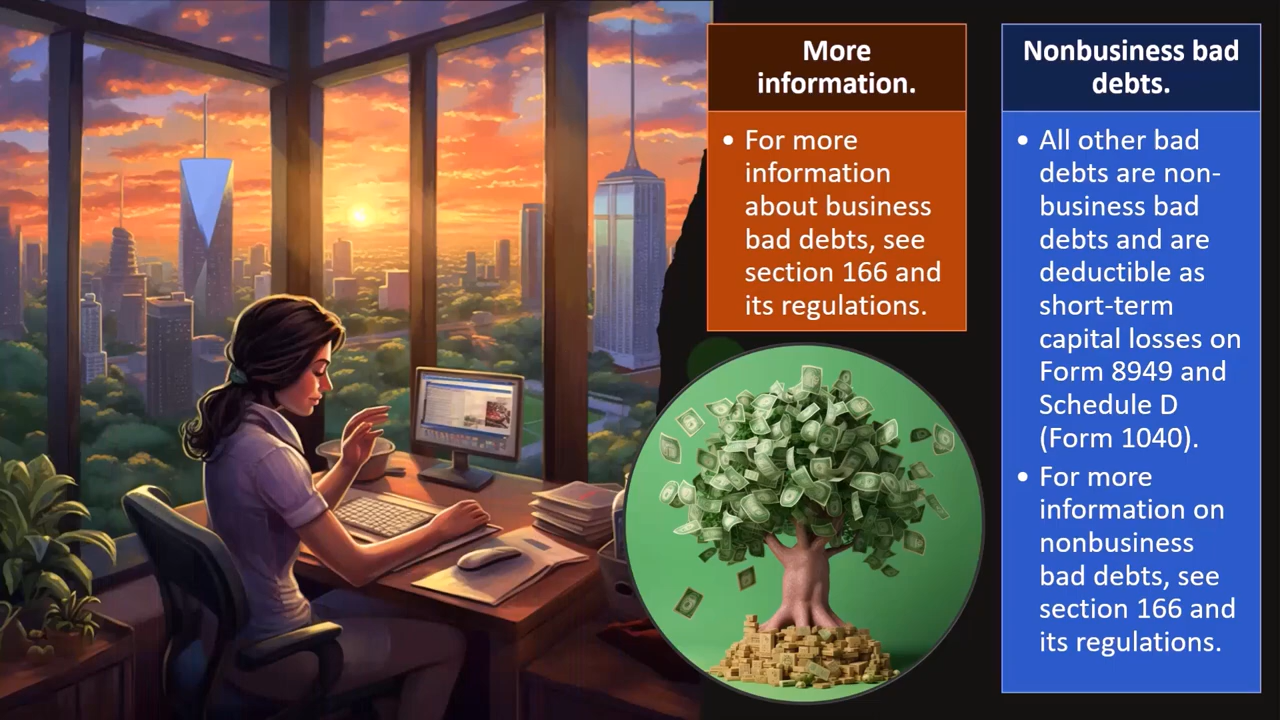 More
information.
• For more
information
about business
bad debts, see
section 166 and
its regulations.
Nonbusiness bad
debts.
• All other bad
debts are non-
business bad
debts and are
deductible as
short-term
capital losses on
Form 8949 and
Schedule D
(Form 1040).
• For more
information on
nonbusiness
bad debts, see
section 166 and
its regulations.